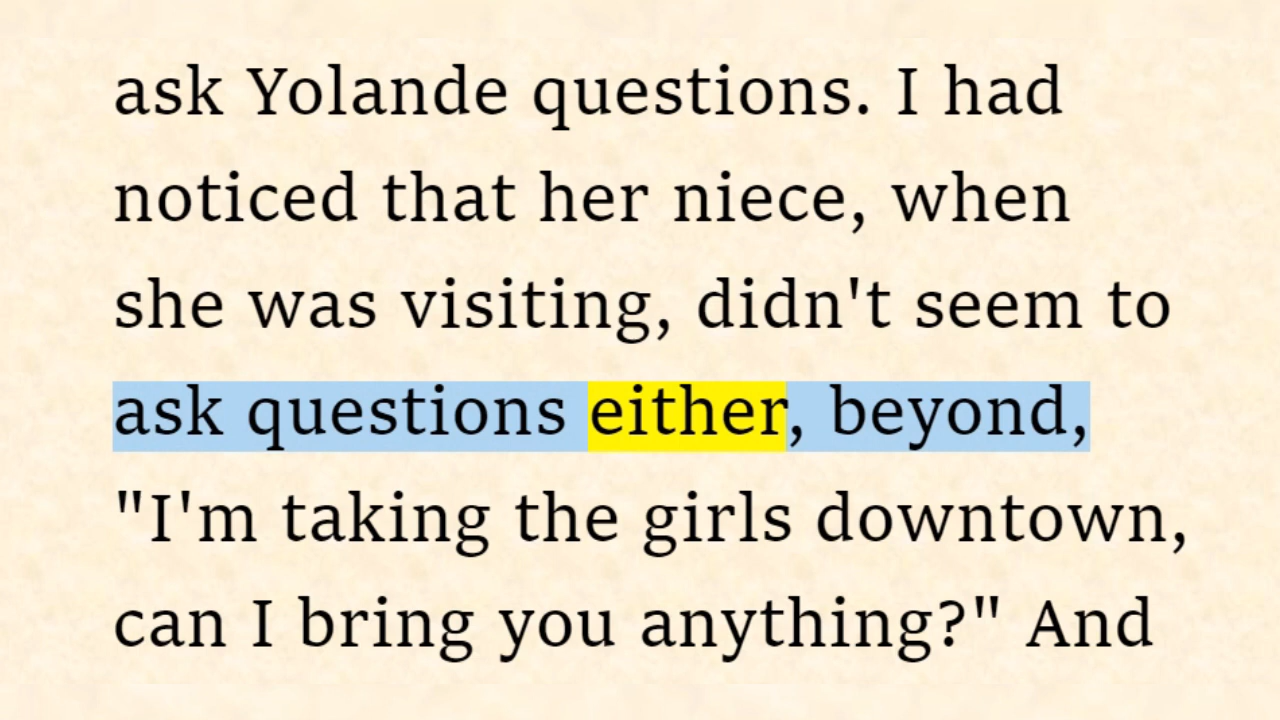 ask Yolande questions. I had
noticed that her niece, when
she was visiting, didn't seem to
ask questions either, beyond,
"I'm taking the girls downtown,
can I bring you anything?" And